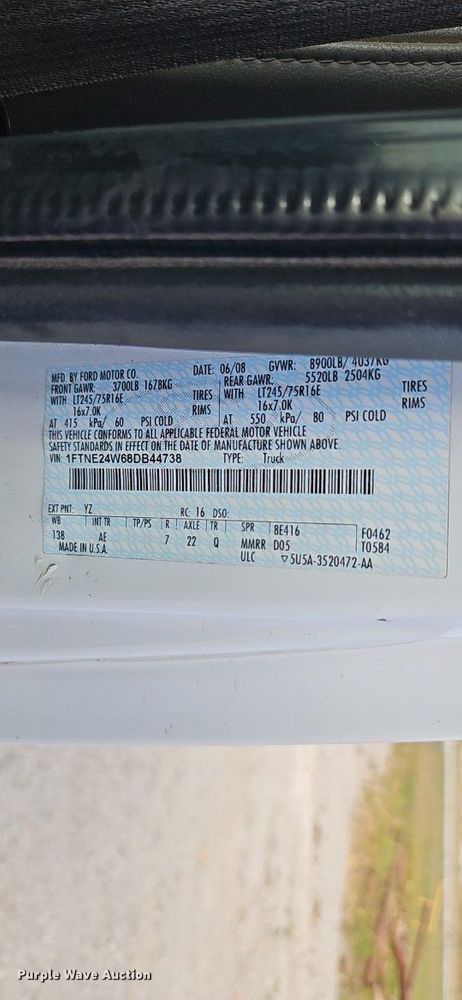 MFD. BY FORD MOTOR CO. DATE: 06/08 GVWR: 8900LB/ 4037KG
FRONT GAWR: 3700LB 1678KG REAR GAWR: 5520LB 2504KG
WITH LT245/75R16E TIRES WITH LT245/75R16E TIRES
16x7.0K RIMS 16x7.0K RIMS
AT 415 kPa/ 60 PSI COLD AT 550 kPa/ 80 PSI COLD
THIS VEHICLE CONFORMS TO ALL APPLICABLE FEDERAL MOTOR VEHICLE
SAFETY STANDARDS IN EFFECT ON THE DATE OF MANUFACTURE SHOWN ABOVE.
VIN: 1FTNE24W68DB44738 TYPE: Truck
EXT PNT: YZ RC: 16 DSO:
WB INT TR TP/PS R AXLE TR SPR 8E416 F0462
138 AE 7 22 Q MMRR D05 T0584
MADE IN U.S.A. ULC ▽5U5A-3520472-AA
Purple Wave Auction